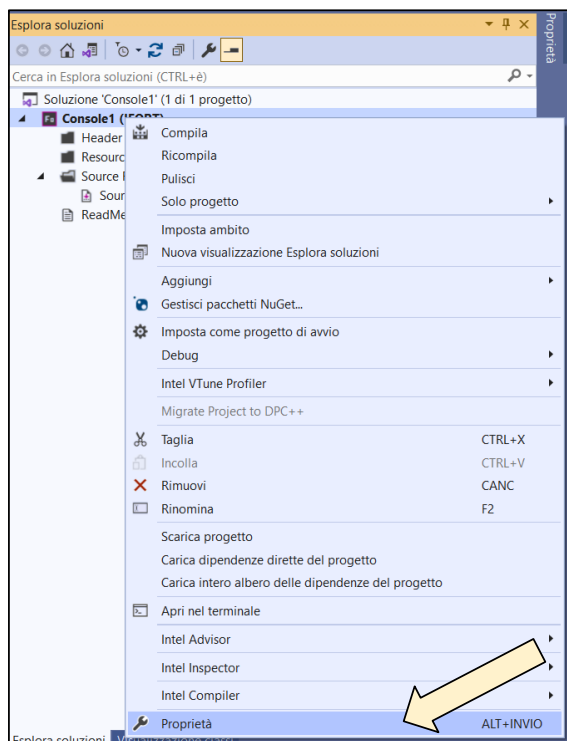 Esplora soluzioni
Proprietà
Cerca in Esplora soluzioni (CTRL+è)
Soluzione 'Console1' (1 di 1 progetto)
Console1
Header
Compila
Ricompila
Resourc
Pulisci
Source
Solo progetto
Sour
ReadMe
Imposta ambito
Nuova visualizzazione Esplora soluzioni
Aggiungi
Gestisci pacchetti NuGet...
Imposta come progetto di avvio
Debug
Intel VTune Profiler
Migrate Project to DPC++
Taglia CTRL+X
Incolla CTRL+V
Rimuovi CANC
Rinomina F2
Scarica progetto
Carica dipendenze dirette del progetto
Carica intero albero delle dipendenze del progetto
Apri nel terminale
Intel Advisor
Intel Inspector
Intel Compiler
Proprietà ALT+INVIO
Esplora soluzioni